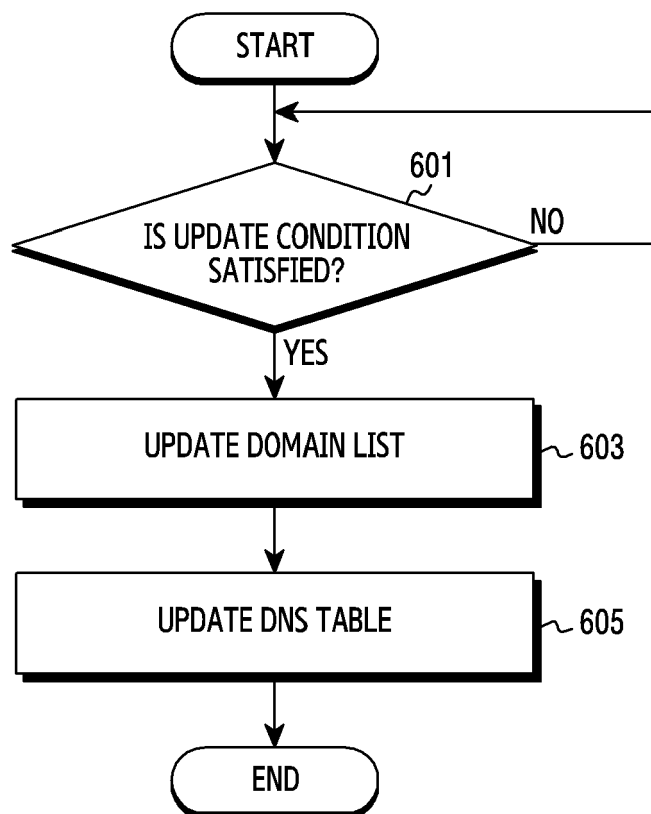 START
601
IS UPDATE CONDITION
SATISFIED?
NO
YES
UPDATE DOMAIN LIST
603
UPDATE DNS TABLE
605
END